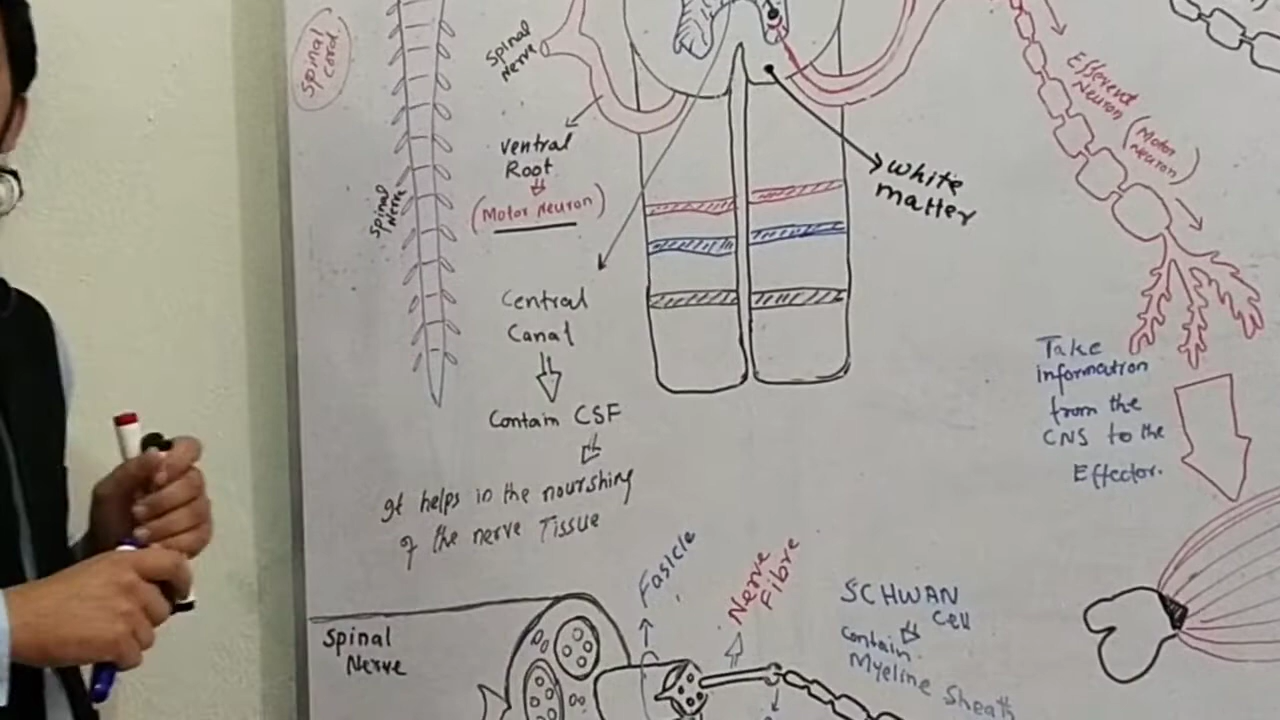 Spinal
cord.
Spinal
Nerve
Ventral
Root
(Motor Neuron)
Spinal
Nerve
Central
Canal
Contain CSF
It helps in the nourshing
of the nerve Tissue
white
matter
Efferent
Neuron
(Motor
Neuron)
Take
information
from the
CNS to the
Effector.
Spinal
Nerve
Fasicle
Nerve
Fibre
SCHWAN
Cell
Contain
Myeline Sheath